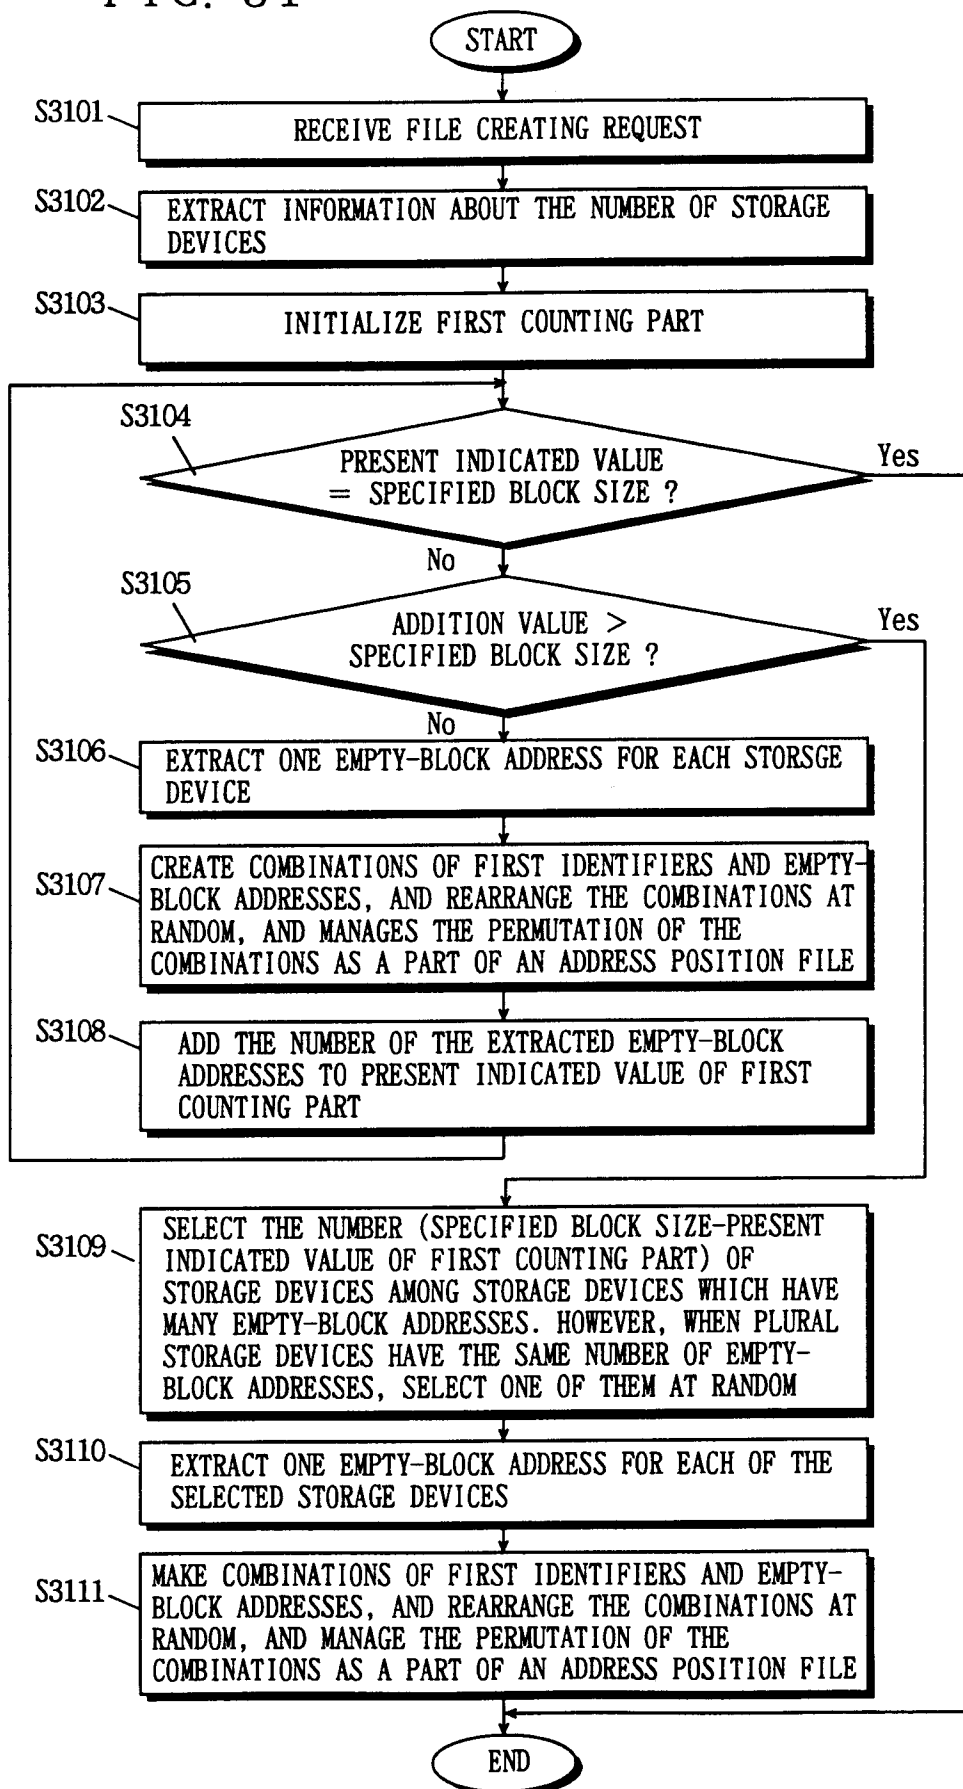 FIG. 31
START
S3101
RECEIVE FILE CREATING REQUEST
S3102
EXTRACT INFORMATION ABOUT THE NUMBER OF STORAGE
DEVICES
S3103
INITIALIZE FIRST COUNTING PART
S3104
PRESENT INDICATED VALUE
= SPECIFIED BLOCK SIZE ?
Yes
No
S3105
ADDITION VALUE >
SPECIFIED BLOCK SIZE ?
Yes
No
S3106
EXTRACT ONE EMPTY-BLOCK ADDRESS FOR EACH STORSGE
DEVICE
S3107
CREATE COMBINATIONS OF FIRST IDENTIFIERS AND EMPTY-
BLOCK ADDRESSES, AND REARRANGE THE COMBINATIONS AT
RANDOM, AND MANAGES THE PERMUTATION OF THE
COMBINATIONS AS A PART OF AN ADDRESS POSITION FILE
S3108
ADD THE NUMBER OF THE EXTRACTED EMPTY-BLOCK
ADDRESSES TO PRESENT INDICATED VALUE OF FIRST
COUNTING PART
S3109
SELECT THE NUMBER (SPECIFIED BLOCK SIZE-PRESENT
INDICATED VALUE OF FIRST COUNTING PART) OF
STORAGE DEVICES AMONG STORAGE DEVICES WHICH HAVE
MANY EMPTY-BLOCK ADDRESSES. HOWEVER, WHEN PLURAL
STORAGE DEVICES HAVE THE SAME NUMBER OF EMPTY-
BLOCK ADDRESSES, SELECT ONE OF THEM AT RANDOM
S3110
EXTRACT ONE EMPTY-BLOCK ADDRESS FOR EACH OF THE
SELECTED STORAGE DEVICES
S3111
MAKE COMBINATIONS OF FIRST IDENTIFIERS AND EMPTY-
BLOCK ADDRESSES, AND REARRANGE THE COMBINATIONS AT
RANDOM, AND MANAGE THE PERMUTATION OF THE
COMBINATIONS AS A PART OF AN ADDRESS POSITION FILE
END